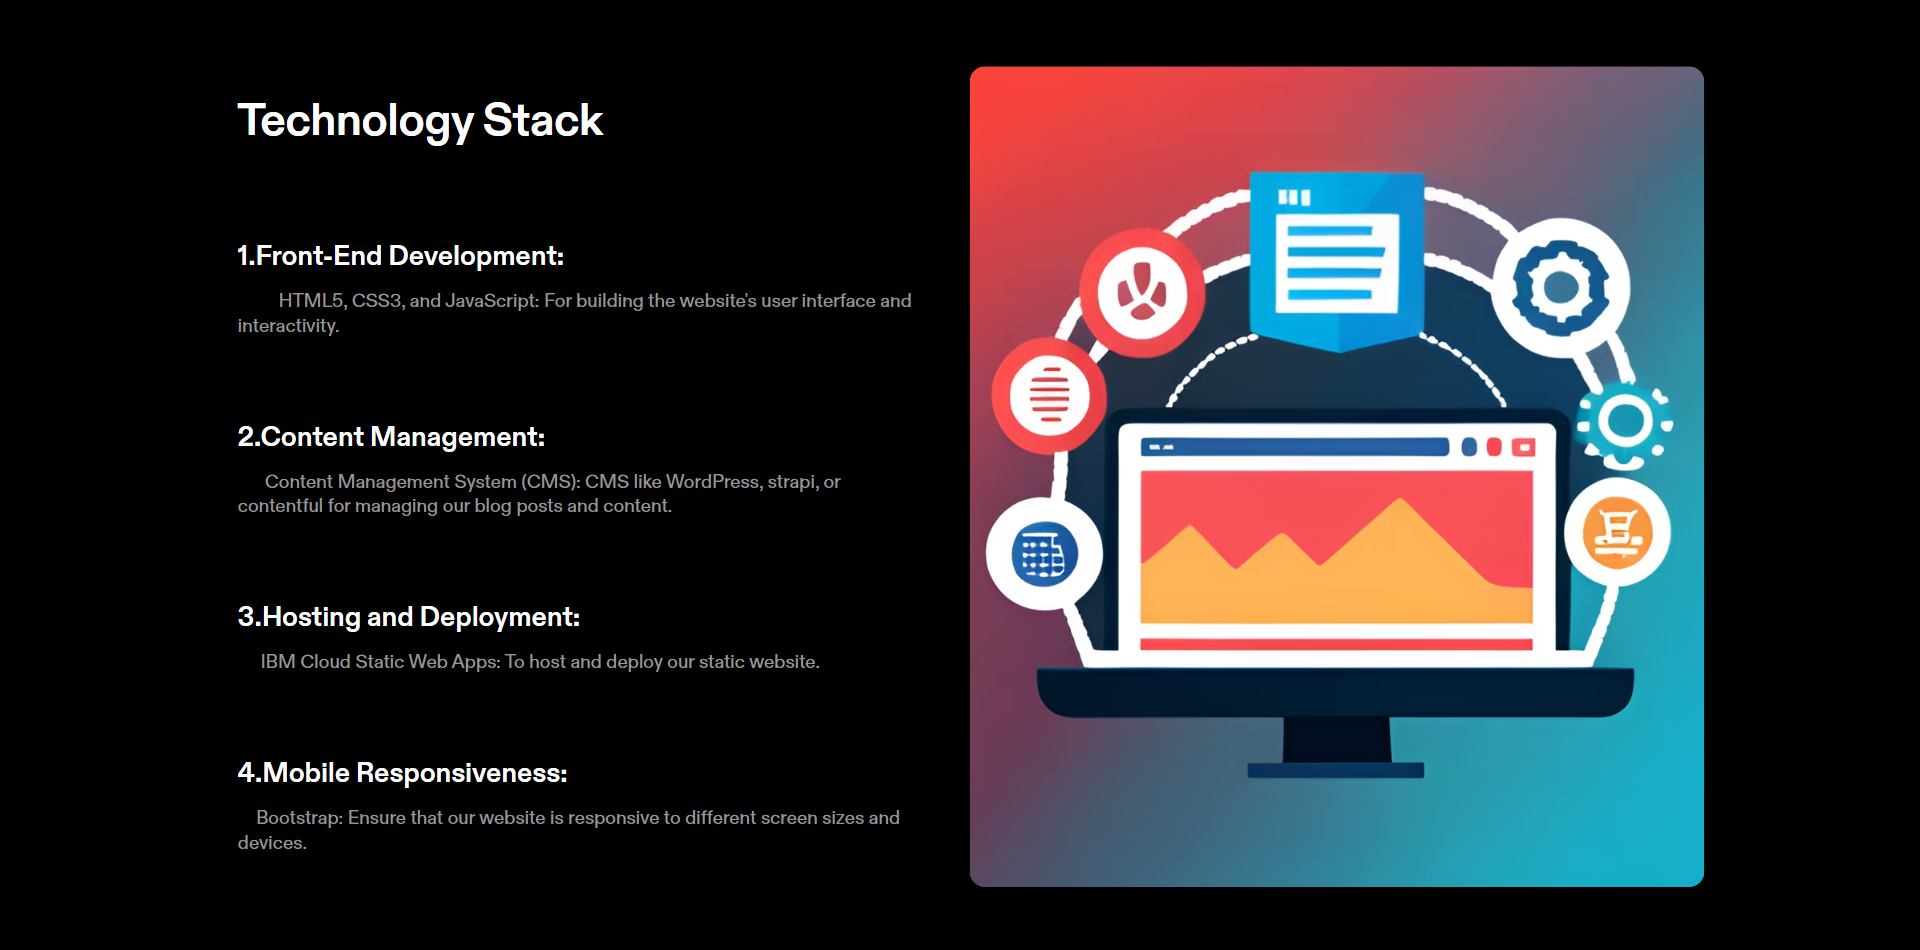 Technology Stack
1.Front-End Development:
HTML5, CSS3, and JavaScript: For building the website's user interface and
interactivity.
2.Content Management:
Content Management System (CMS): CMS like WordPress, strapi, or
contentful for managing our blog posts and content.
3.Hosting and Deployment:
IBM Cloud Static Web Apps: To host and deploy our static website.
4.Mobile Responsiveness:
Bootstrap: Ensure that our website is responsive to different screen sizes and
devices.